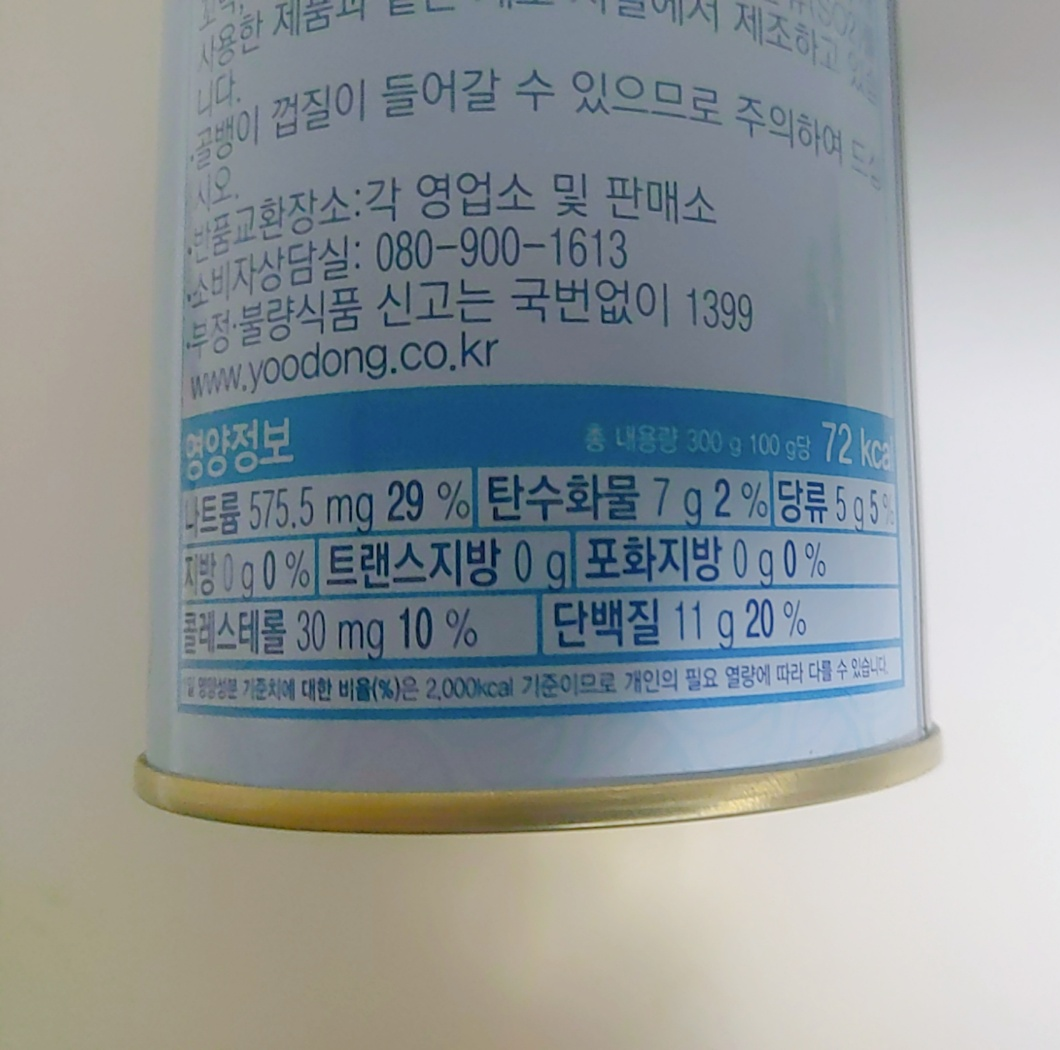 사용한 제품과 같은 제조 시설에서 제조하고 있습
니다.
·골뱅이 껍질이 들어갈 수 있으므로 주의하여 드십
시오.
·반품교환장소:각 영업소 및 판매소
·소비자상담실: 080-900-1613
·부정·불량식품 신고는 국번없이 1399
www.yoodong.co.kr
영양정보 총 내용량 300 g 100 g당 72 kcal
나트륨 575.5 mg 29 % 탄수화물 7 g 2 % 당류 5 g 5 %
지방 0 g 0 % 트랜스지방 0 g 포화지방 0 g 0 %
콜레스테롤 30 mg 10 % 단백질 11 g 20 %
1일 영양성분 기준치에 대한 비율(%)은 2,000kcal 기준이므로 개인의 필요 열량에 따라 다를 수 있습니다.